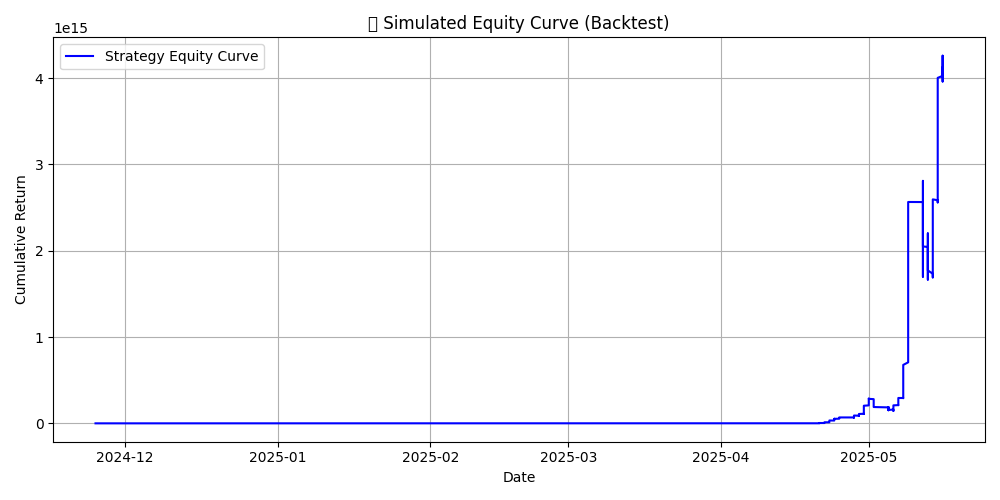 Simulated Equity Curve (Backtest)
1e15
Strategy Equity Curve
4
3
2
1
0
Cumulative Return
2024-12 2025-01 2025-02 2025-03 2025-04 2025-05
Date